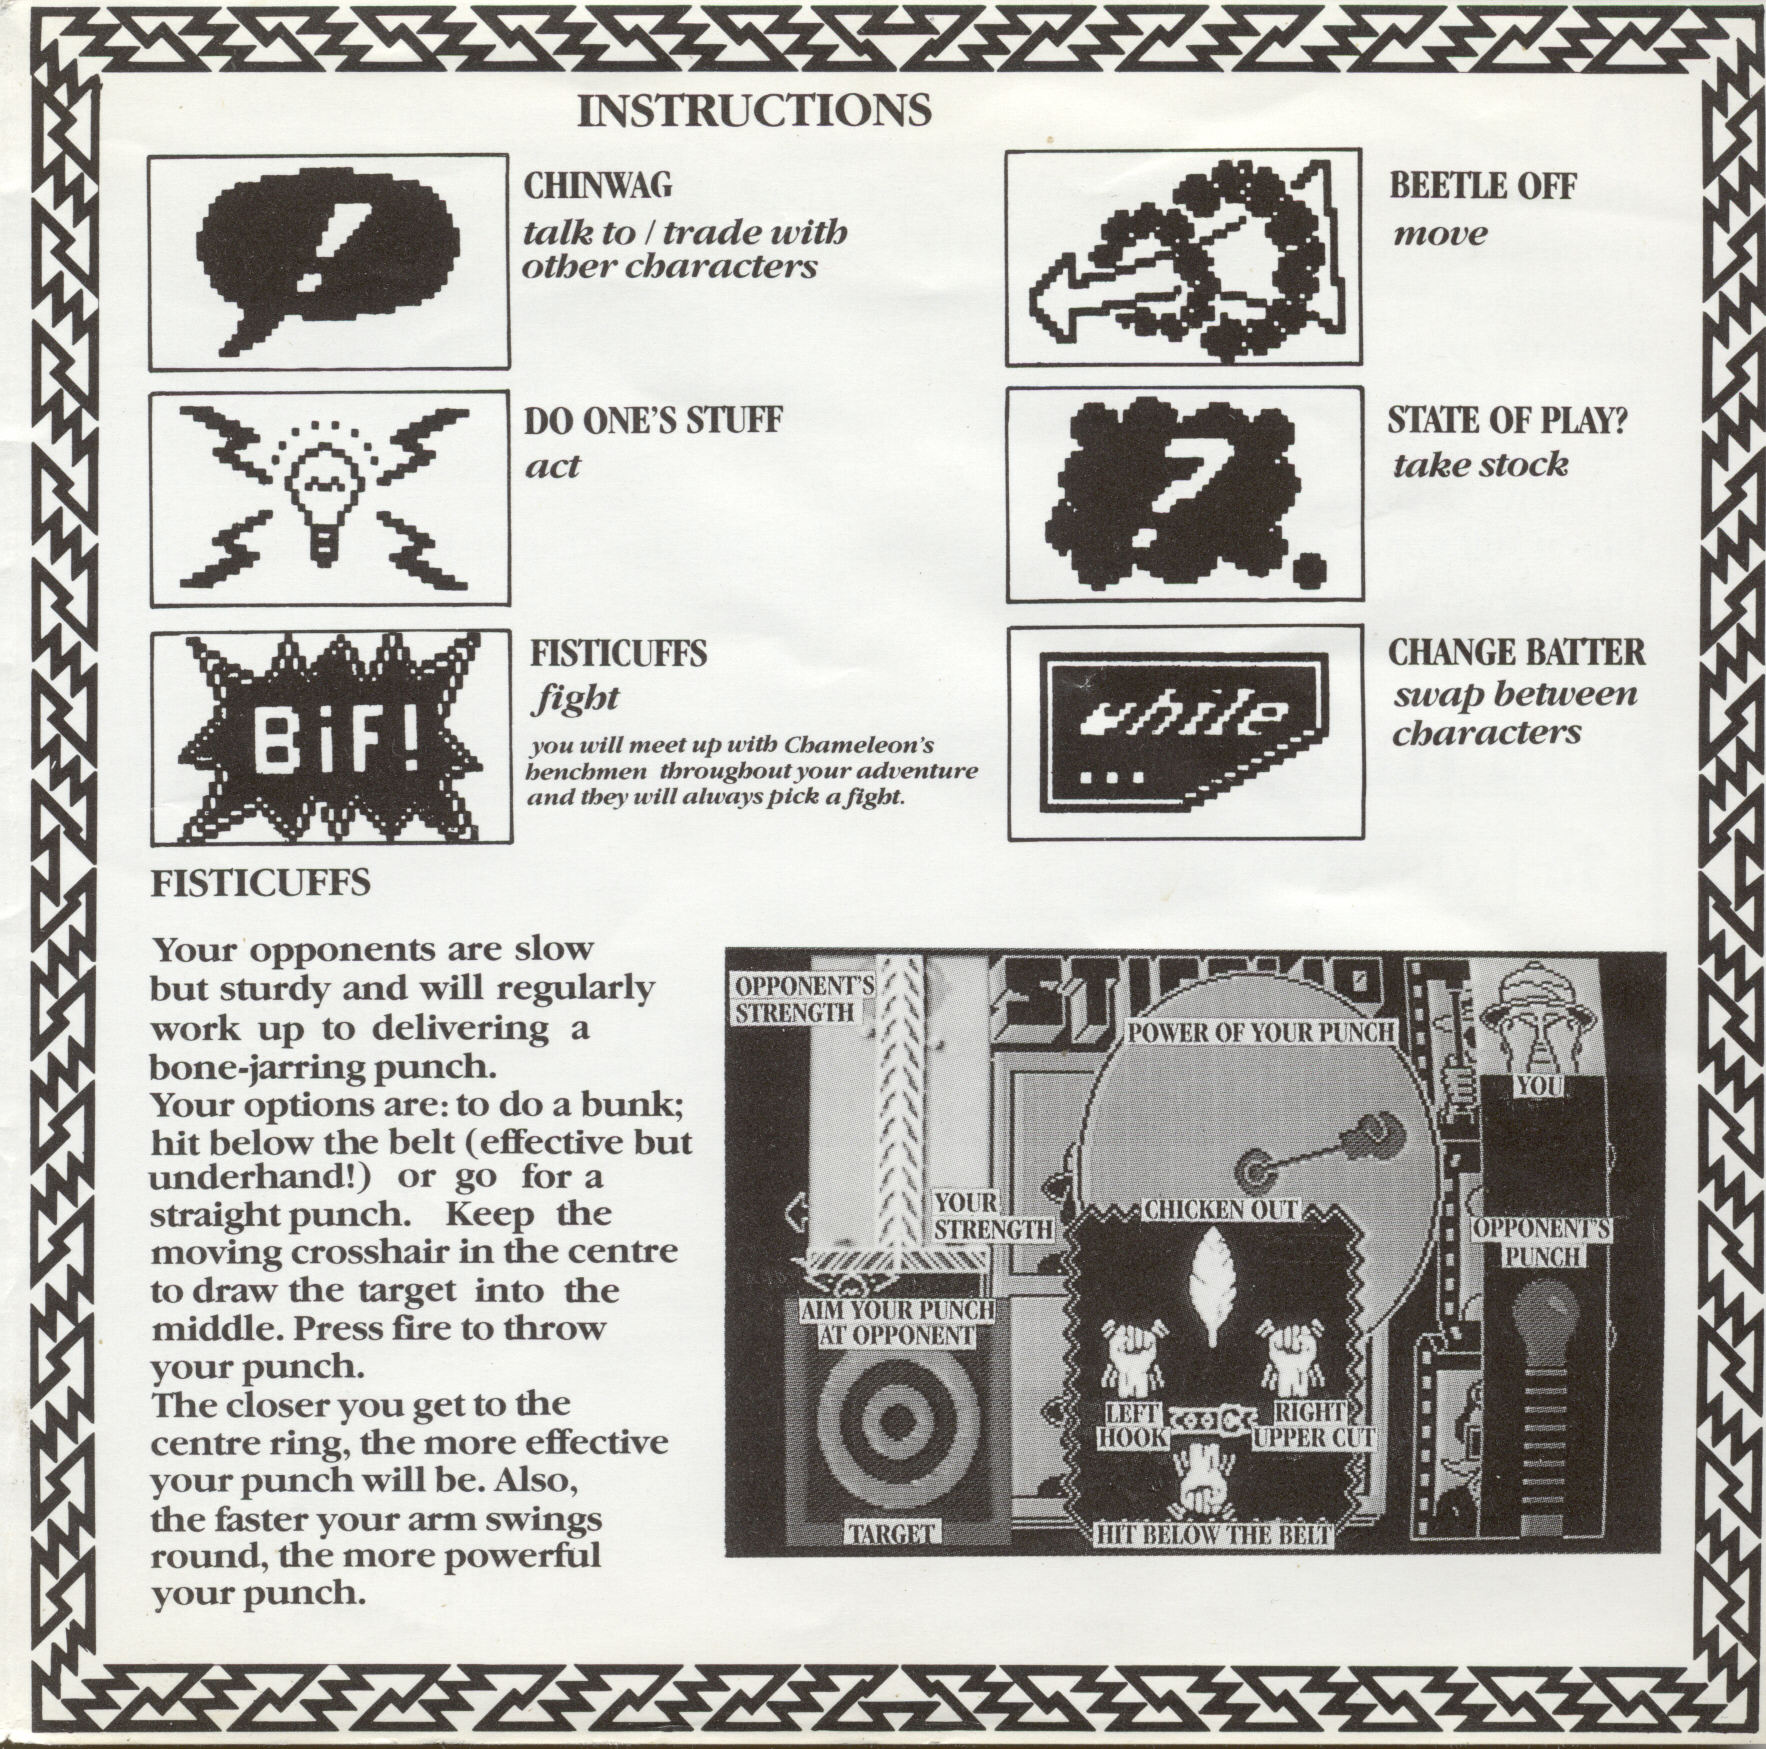 INSTRUCTIONS
CHINWAG
talk to / trade with
other characters
BEETLE OFF
move
DO ONE'S STUFF
act
STATE OF PLAY?
take stock
BiF!
FISTICUFFS
fight
you will meet up with Chameleon's
henchmen throughout your adventure
and they will always pick a fight.
while
...
CHANGE BATTER
swap between
characters
FISTICUFFS
Your opponents are slow
but sturdy and will regularly
work up to delivering a
bone-jarring punch.
Your options are: to do a bunk;
hit below the belt (effective but
underhand!) or go for a
straight punch. Keep the
moving crosshair in the centre
to draw the target into the
middle. Press fire to throw
your punch.
The closer you get to the
centre ring, the more effective
your punch will be. Also,
the faster your arm swings
round, the more powerful
your punch.
OPPONENT'S
STRENGTH
POWER OF YOUR PUNCH
YOU
YOUR
STRENGTH
CHICKEN OUT
OPPONENT'S
PUNCH
AIM YOUR PUNCH
AT OPPONENT
LEFT
HOOK
RIGHT
UPPER CUT
TARGET
HIT BELOW THE BELT